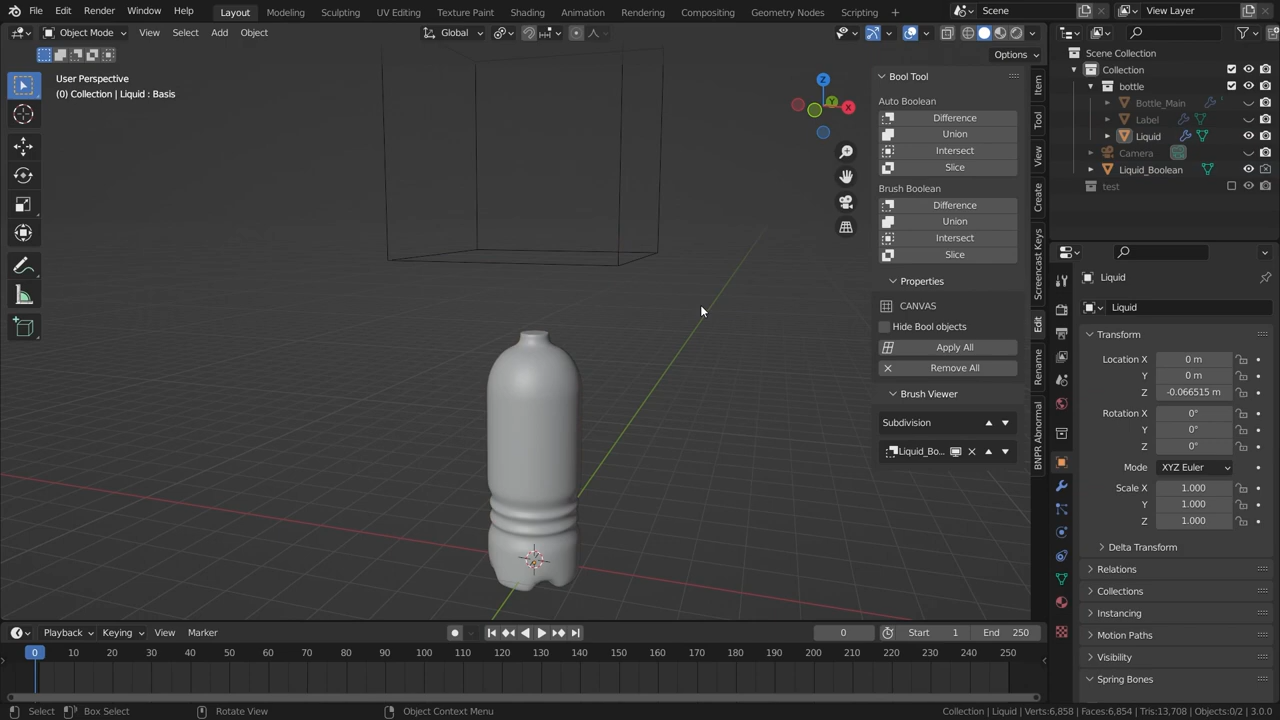 File Edit Render Window Help Layout Modeling Sculpting UV Editing Texture Paint Shading Animation Rendering Compositing Geometry Nodes Scripting Scene View Layer
Object Mode View Select Add Object Global
Options
User Perspective
(0) Collection | Liquid : Basis
Z
Y
X
Bool Tool
Auto Boolean
Difference
Union
Intersect
Slice
Brush Boolean
Difference
Union
Intersect
Slice
Properties
CANVAS
Hide Bool objects
Apply All
Remove All
Brush Viewer
Subdivision
Liquid_Bo...
Item
Tool
View
Create
Screencast Keys
Edit
Rename
BNPR Abnormal
Scene Collection
Collection
bottle
Bottle_Main
Label
Liquid
Camera
Liquid_Boolean
test
Liquid
Liquid
Transform
Location X 0 m
Y 0 m
Z -0.066515 m
Rotation X 0°
Y 0°
Z 0°
Mode XYZ Euler
Scale X 1.000
Y 1.000
Z 1.000
Delta Transform
Relations
Collections
Instancing
Motion Paths
Visibility
Spring Bones
Playback Keying View Marker 0 Start 1 End 250
0 10 20 30 40 50 60 70 80 90 100 110 120 130 140 150 160 170 180 190 200 210 220 230 240 250
Select Box Select Rotate View Object Context Menu Collection | Liquid | Verts:6,858 | Faces:6,854 | Tris:13,708 | Objects:0/2 | 3.0.0